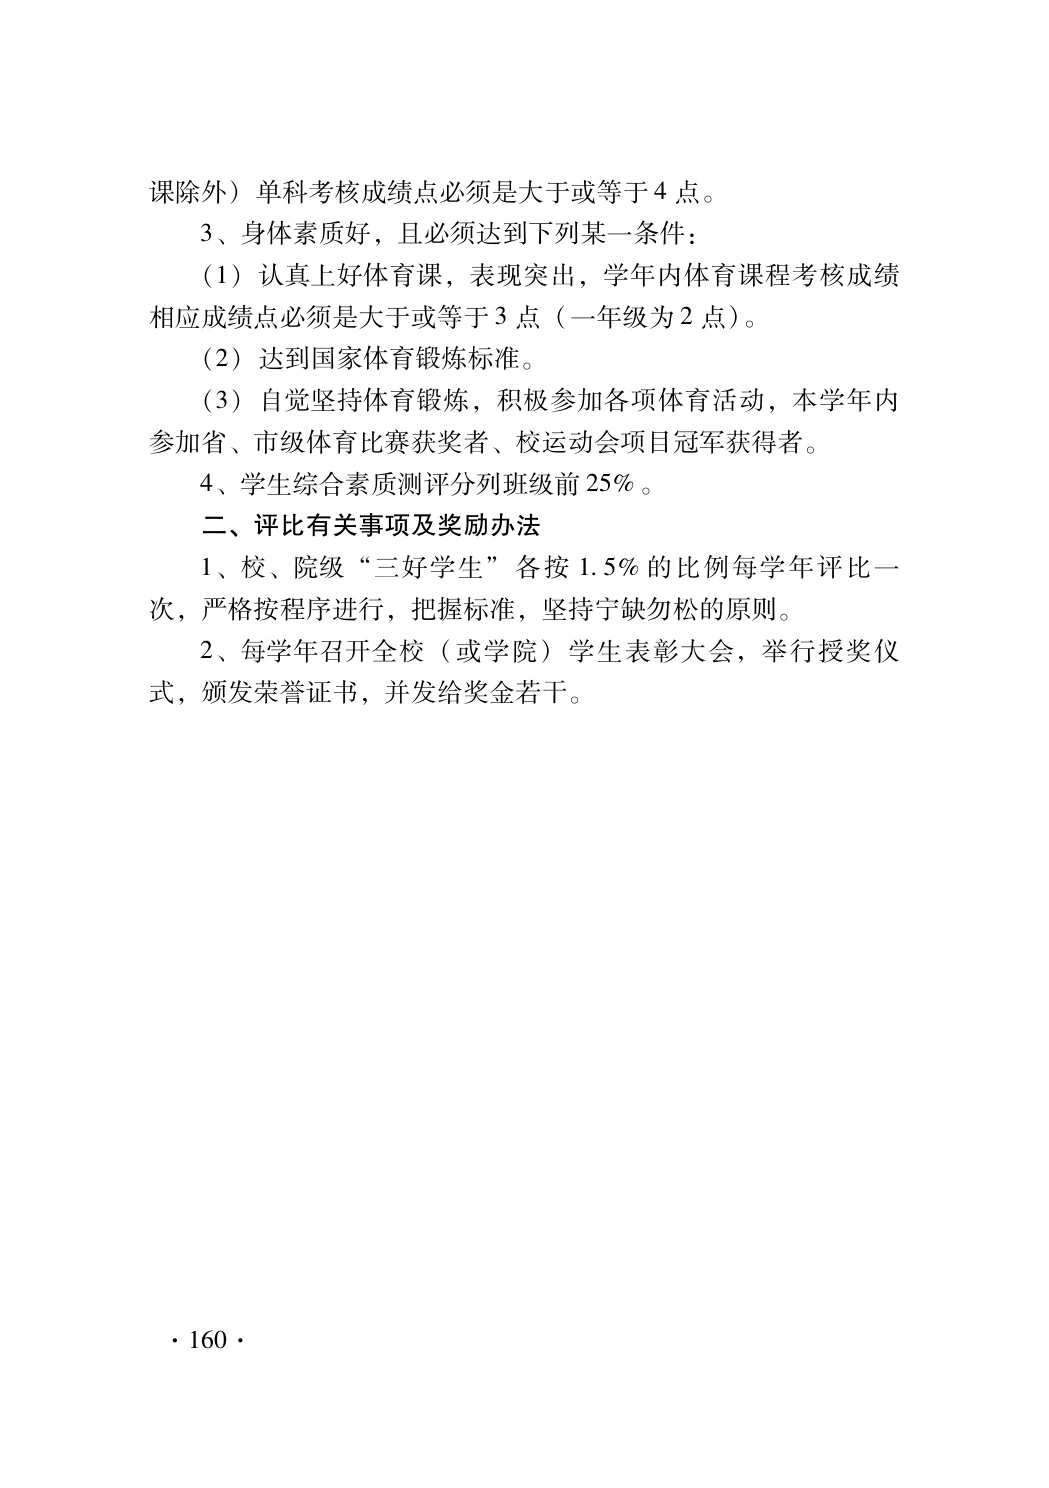 课除外）单科考核成绩点必须是大于或等于 4 点。
3、身体素质好，且必须达到下列某一条件：
（1）认真上好体育课，表现突出，学年内体育课程考核成绩
相应成绩点必须是大于或等于 3 点（一年级为 2 点）。
（2）达到国家体育锻炼标准。
（3）自觉坚持体育锻炼，积极参加各项体育活动，本学年内
参加省、市级体育比赛获奖者、校运动会项目冠军获得者。
4、学生综合素质测评分列班级前 25% 。
二、评比有关事项及奖励办法
1、校、院级“三好学生”各按 1. 5% 的比例每学年评比一
次，严格按程序进行，把握标准，坚持宁缺勿松的原则。
2、每学年召开全校（或学院）学生表彰大会，举行授奖仪
式，颁发荣誉证书，并发给奖金若干。
· 160 ·